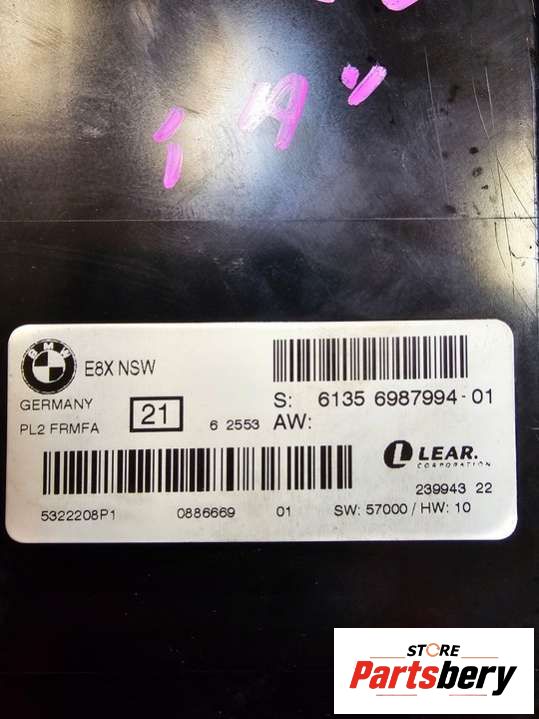 BMW
E8X NSW
GERMANY
21
PL2 FRMFA
6 2553
S: 6135 6987994-01
AW:
LEAR.
CORPORATION
239943 22
5322208P1 0886669 01 SW: 57000 / HW: 10
STORE
Partsbery